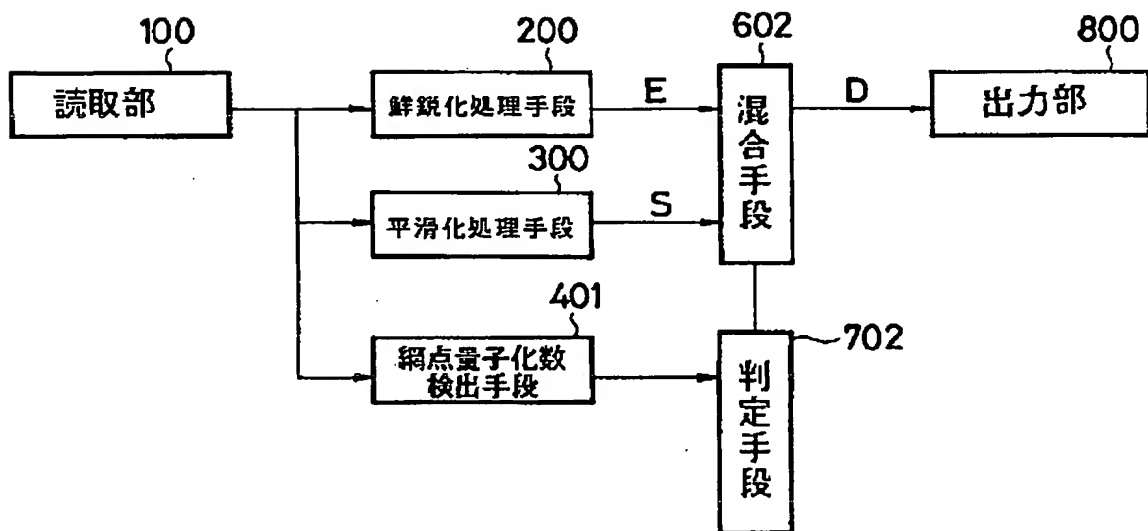 100
読取部
200
鮮鋭化処理手段
E
602
混合手段
D
800
出力部
300
平滑化処理手段
S
401
網点量子化数
検出手段
702
判定手段